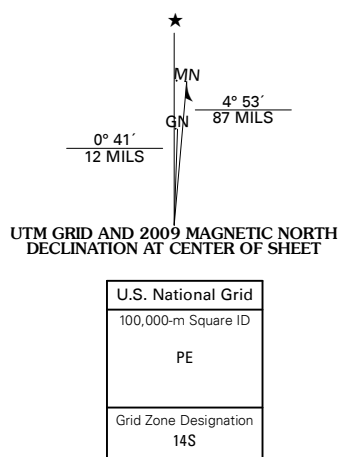 MN
4° 53´
87 MILS
GN
0° 41´
12 MILS
UTM GRID AND 2009 MAGNETIC NORTH
DECLINATION AT CENTER OF SHEET
U.S. National Grid
100,000-m Square ID
PE
Grid Zone Designation
14S